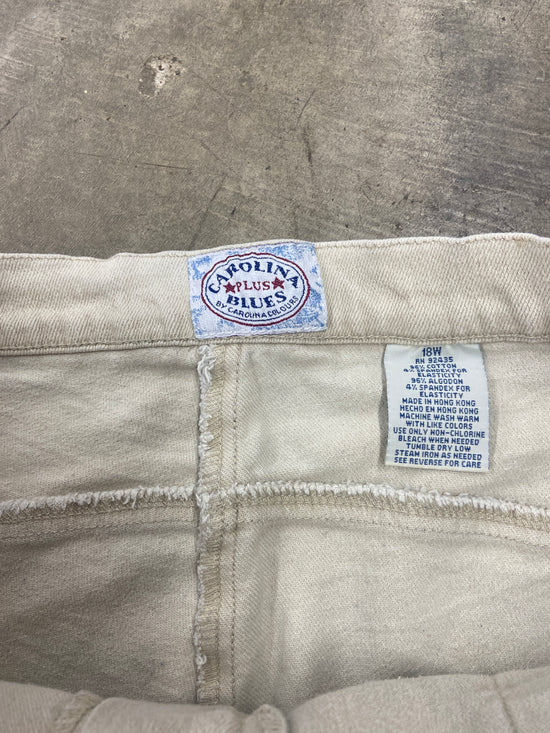 CAROLINA
★PLUS★
BLUES
BY CAROLINA COLOURS
18W
RN 92435
96% COTTON
4% SPANDEX FOR
ELASTICITY
96% ALGODON
4% SPANDEX FOR
ELASTICITY
MADE IN HONG KONG
HECHO EN HONG KONG
MACHINE WASH WARM
WITH LIKE COLORS
USE ONLY NON-CHLORINE
BLEACH WHEN NEEDED
TUMBLE DRY LOW
STEAM IRON AS NEEDED
SEE REVERSE FOR CARE